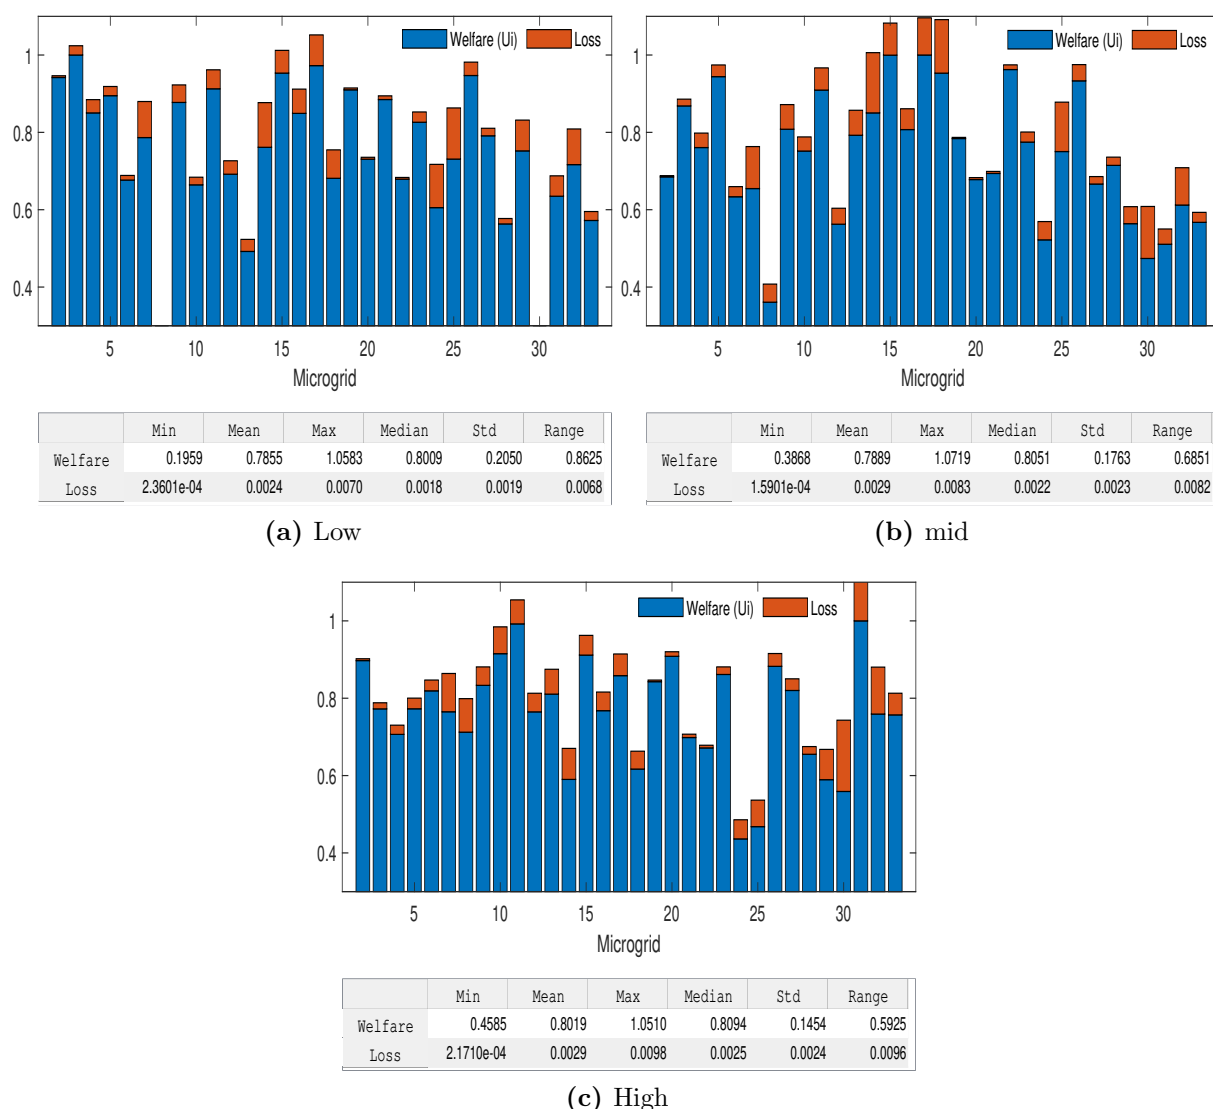 Welfare (Ui) Loss
1
0.8
0.6
0.4
5 10 15 20 25 30
Microgrid
Min Mean Max Median Std Range
Welfare 0.1959 0.7855 1.0583 0.8009 0.2050 0.8625
Loss 2.3601e-04 0.0024 0.0070 0.0018 0.0019 0.0068
(a) Low
Welfare (Ui) Loss
1
0.8
0.6
0.4
5 10 15 20 25 30
Microgrid
Min Mean Max Median Std Range
Welfare 0.3868 0.7889 1.0719 0.8051 0.1763 0.6851
Loss 1.5901e-04 0.0029 0.0083 0.0022 0.0023 0.0082
(b) mid
Welfare (Ui) Loss
1
0.8
0.6
0.4
5 10 15 20 25 30
Microgrid
Min Mean Max Median Std Range
Welfare 0.4585 0.8019 1.0510 0.8094 0.1454 0.5925
Loss 2.1710e-04 0.0029 0.0098 0.0025 0.0024 0.0096
(c) High